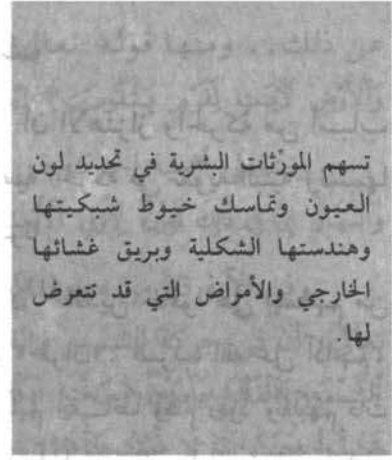 تسهم المورّثات البشرية في تحديد لون
العيون وتماسك خيوط شبكيتها
وهندستها الشكلية وبريق غشائها
الخارجي والأمراض التي قد تتعرض
لها.